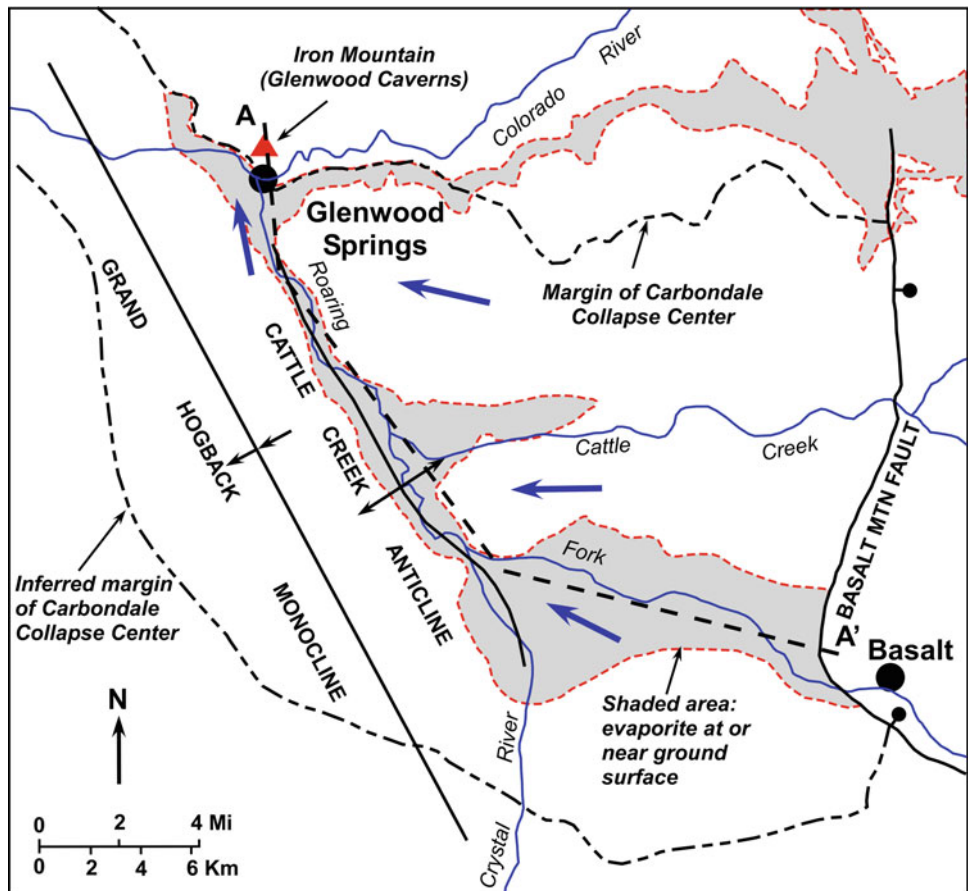 Iron Mountain
(Glenwood Caverns)
River
Colorado
A
Glenwood
Springs
Roaring
Margin of Carbondale
Collapse Center
GRAND
HOGBACK
MONOCLINE
CATTLE
CREEK
ANTICLINE
Cattle
Creek
BASALT MTN FAULT
Fork
Inferred margin
of Carbondale
Collapse Center
A'
Basalt
Shaded area:
evaporite at or
near ground
surface
River
Crystal
N
0 2 4 Mi
0 2 4 6 Km